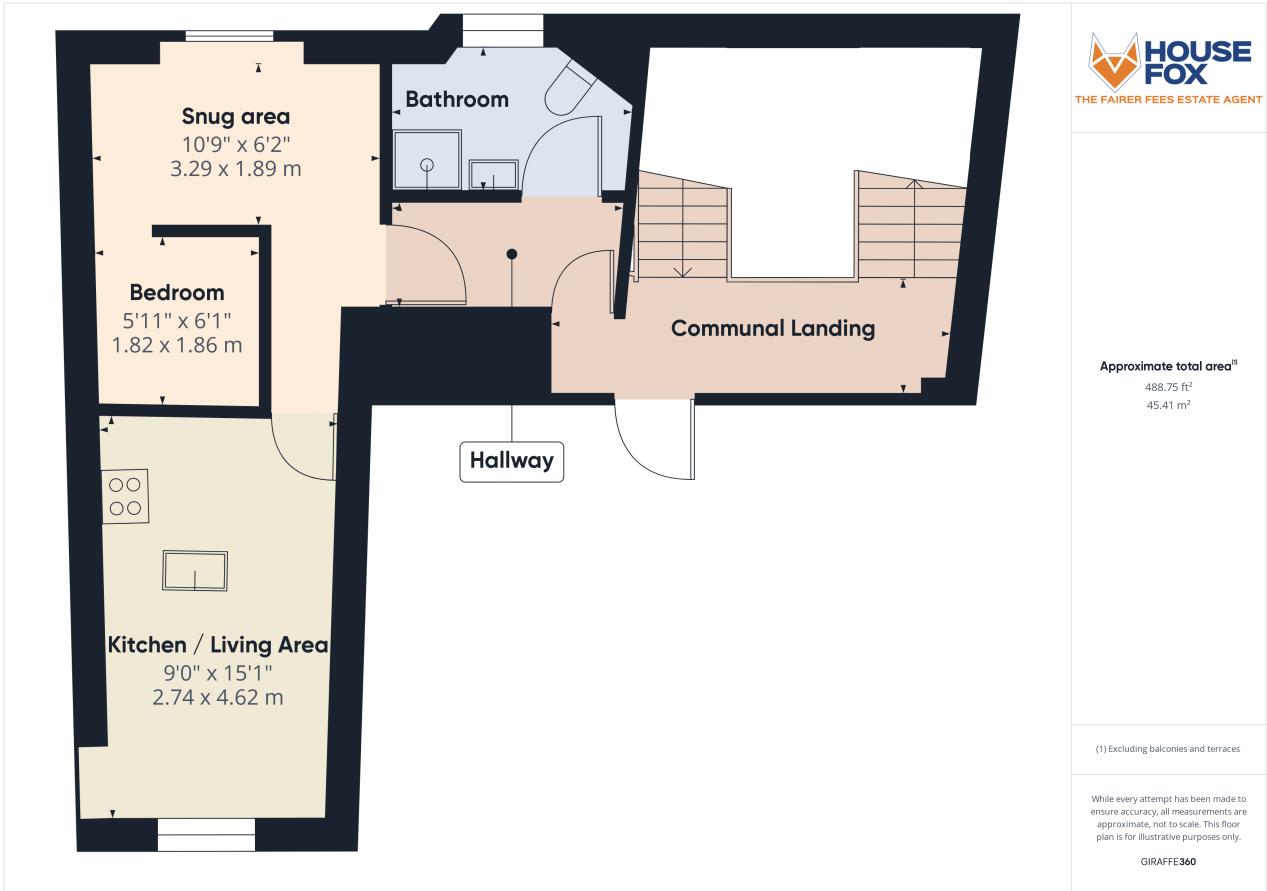 Snug area
10'9" x 6'2"
3.29 x 1.89 m
Bathroom
Bedroom
5'11" x 6'1"
1.82 x 1.86 m
Communal Landing
Hallway
Kitchen / Living Area
9'0" x 15'1"
2.74 x 4.62 m
HOUSE
FOX
THE FAIRER FEES ESTATE AGENT
Approximate total area(1)
488.75 ft²
45.41 m²
(1) Excluding balconies and terraces
While every attempt has been made to
ensure accuracy, all measurements are
approximate, not to scale. This floor
plan is for illustrative purposes only.
GIRAFFE360